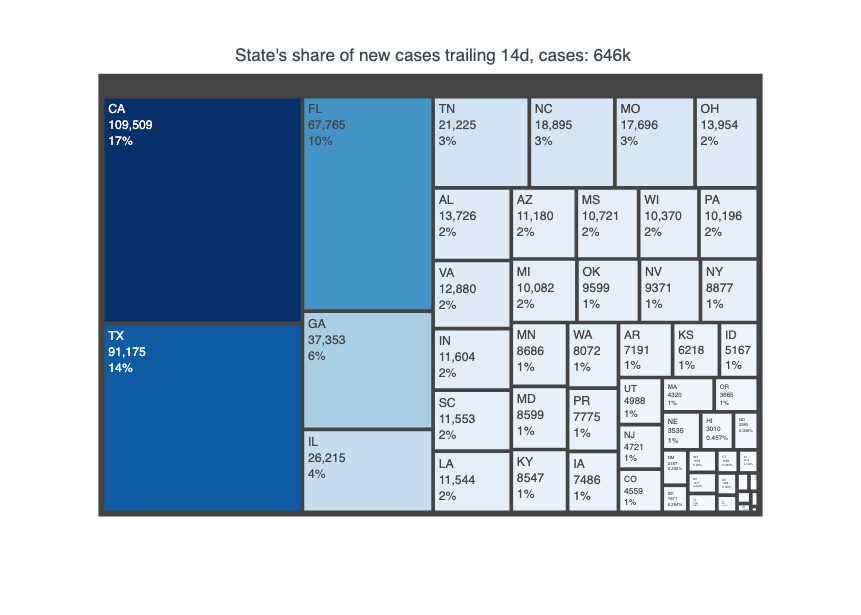 State's share of new cases trailing 14d, cases: 646k
CA
109,509
17%
TX
91,175
14%
FL
67,765
10%
GA
37,353
6%
IL
26,215
4%
TN
21,225
3%
NC
18,895
3%
MO
17,696
3%
OH
13,954
2%
AL
13,726
2%
AZ
11,180
2%
MS
10,721
2%
WI
10,370
2%
PA
10,196
2%
VA
12,880
2%
MI
10,082
2%
OK
9599
1%
NV
9371
1%
NY
8877
1%
IN
11,604
2%
SC
11,553
2%
LA
11,544
2%
MN
8686
1%
WA
8072
1%
MD
8599
1%
PR
7775
1%
KY
8547
1%
IA
7486
1%
AR
7191
1%
KS
6218
1%
ID
5167
1%
UT
4988
1%
NJ
4721
1%
CO
4559
1%
MA
4320
1%
OR
3665
1%
NE
3535
1%
HI
3010
0.457%
ND
NM
2187
SD